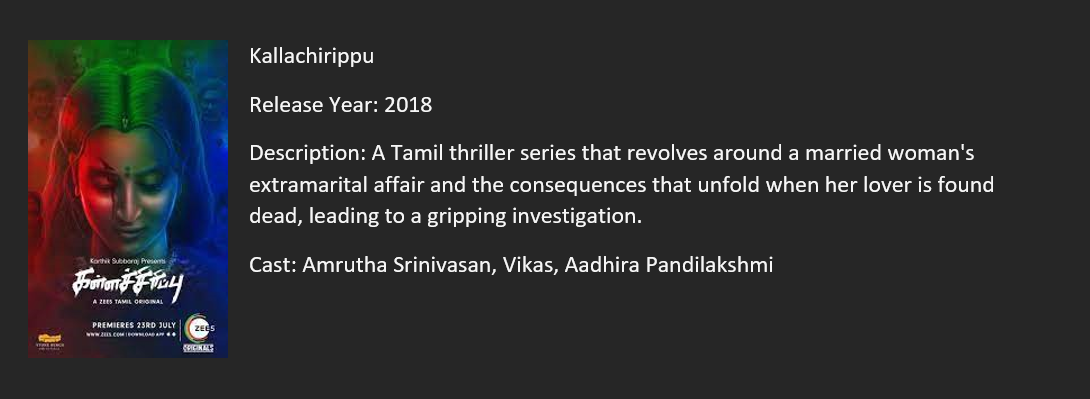 Kallachirippu
Release Year: 2018
Description: A Tamil thriller series that revolves around a married woman's
extramarital affair and the consequences that unfold when her lover is found
dead, leading to a gripping investigation.
Cast: Amrutha Srinivasan, Vikas, Aadhira Pandilakshmi
Karthik Subbaraj Presents
கள்ளச்சிரிப்பு
A ZEE5 TAMIL ORIGINAL
PREMIERES 23RD JULY
WWW.ZEE5.COM | DOWNLOAD APP
ZEE5
ORIGINALS
STONE BENCH